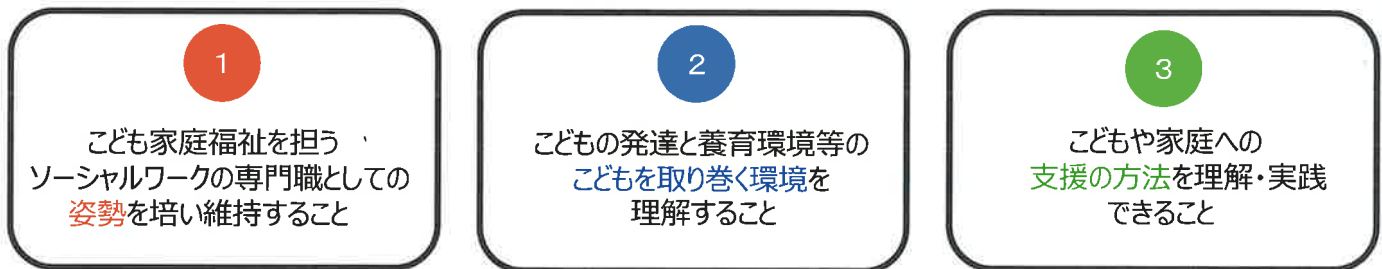 1
こども家庭福祉を担う
ソーシャルワークの専門職としての
姿勢を培い維持すること
2
こどもの発達と養育環境等の
こどもを取り巻く環境を
理解すること
3
こどもや家庭への
支援の方法を理解・実践
できること